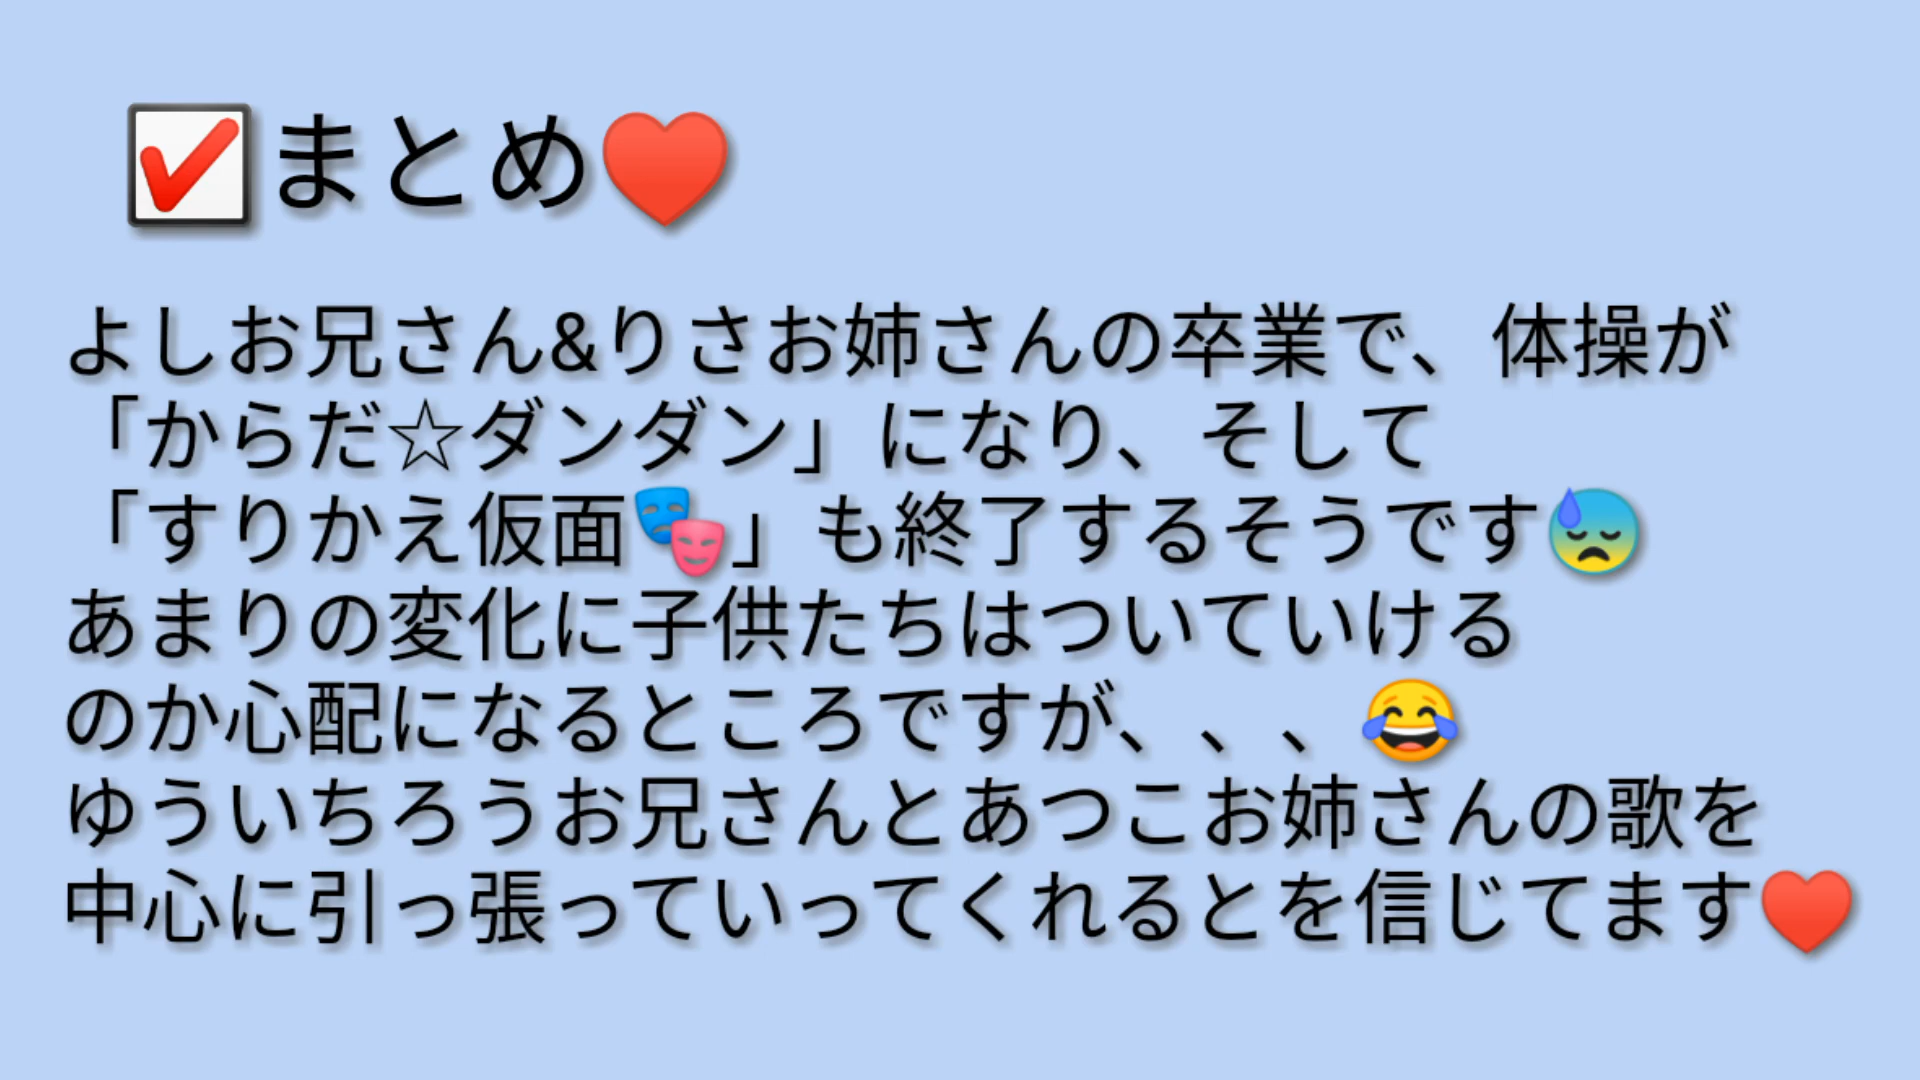 ☑まとめ♥
よしお兄さん&りさお姉さんの卒業で、体操が
「からだ☆ダンダン」になり、そして
「すりかえ仮面🎭」も終了するそうです😓
あまりの変化に子供たちはついていける
のか心配になるところですが、、、😂
ゆういちろうお兄さんとあつこお姉さんの歌を
中心に引っ張っていってくれるとを信じてます♥